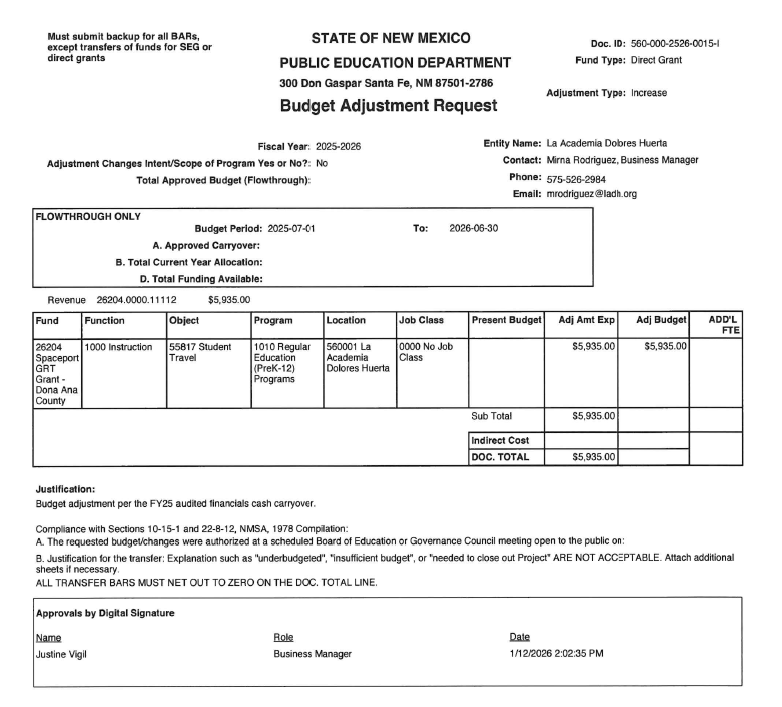 Must submit backup for all BARs,
except transfers of funds for SEG or
direct grants
STATE OF NEW MEXICO
PUBLIC EDUCATION DEPARTMENT
300 Don Gaspar Santa Fe, NM 87501-2786
Budget Adjustment Request
Doc. ID: 560-000-2526-0015-I
Fund Type: Direct Grant
Adjustment Type: Increase
Fiscal Year: 2025-2026
Adjustment Changes Intent/Scope of Program Yes or No?: No
Total Approved Budget (Flowthrough):
Entity Name: La Academia Dolores Huerta
Contact: Mirna Rodriguez, Business Manager
Phone: 575-526-2984
Email: mrodriguez@ladh.org
FLOWTHROUGH ONLY
Budget Period: 2025-07-01 To: 2026-06-30
A. Approved Carryover:
B. Total Current Year Allocation:
D. Total Funding Available:
Revenue 26204.0000.11112 $5,935.00
Fund Function Object Program Location Job Class Present Budget Adj Amt Exp Adj Budget ADD'L
FTE
26204 1000 Instruction 55817 Student 1010 Regular 560001 La 0000 No Job $5,935.00 $5,935.00
Spaceport Travel Education Academia Class
GRT (PreK-12) Dolores Huerta
Grant - Programs
Dona Ana
County
Sub Total $5,935.00
Indirect Cost
DOC. TOTAL $5,935.00
Justification:
Budget adjustment per the FY25 audited financials cash carryover.
Compliance with Sections 10-15-1 and 22-8-12, NMSA, 1978 Compilation:
A. The requested budget/changes were authorized at a scheduled Board of Education or Governance Council meeting open to the public on:
B. Justification for the transfer: Explanation such as "underbudgeted", "insufficient budget", or "needed to close out Project" ARE NOT ACCEPTABLE. Attach additional
sheets if necessary.
ALL TRANSFER BARS MUST NET OUT TO ZERO ON THE DOC. TOTAL LINE.
Approvals by Digital Signature
Name Role Date
Justine Vigil Business Manager 1/12/2026 2:02:35 PM